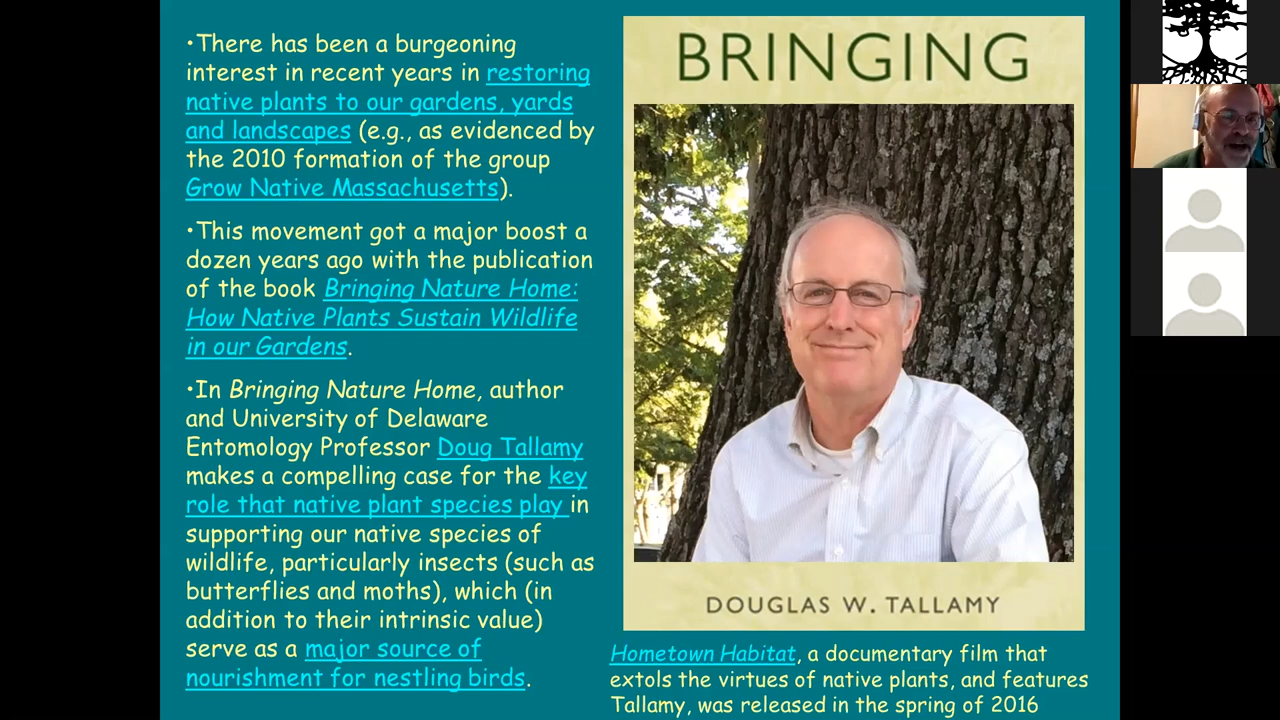 •There has been a burgeoning
interest in recent years in restoring
native plants to our gardens, yards
and landscapes (e.g., as evidenced by
the 2010 formation of the group
Grow Native Massachusetts).
•This movement got a major boost a
dozen years ago with the publication
of the book Bringing Nature Home:
How Native Plants Sustain Wildlife
in our Gardens.
•In Bringing Nature Home, author
and University of Delaware
Entomology Professor Doug Tallamy
makes a compelling case for the key
role that native plant species play in
supporting our native species of
wildlife, particularly insects (such as
butterflies and moths), which (in
addition to their intrinsic value)
serve as a major source of
nourishment for nestling birds.
BRINGING
DOUGLAS W. TALLAMY
Hometown Habitat, a documentary film that
extols the virtues of native plants, and features
Tallamy, was released in the spring of 2016